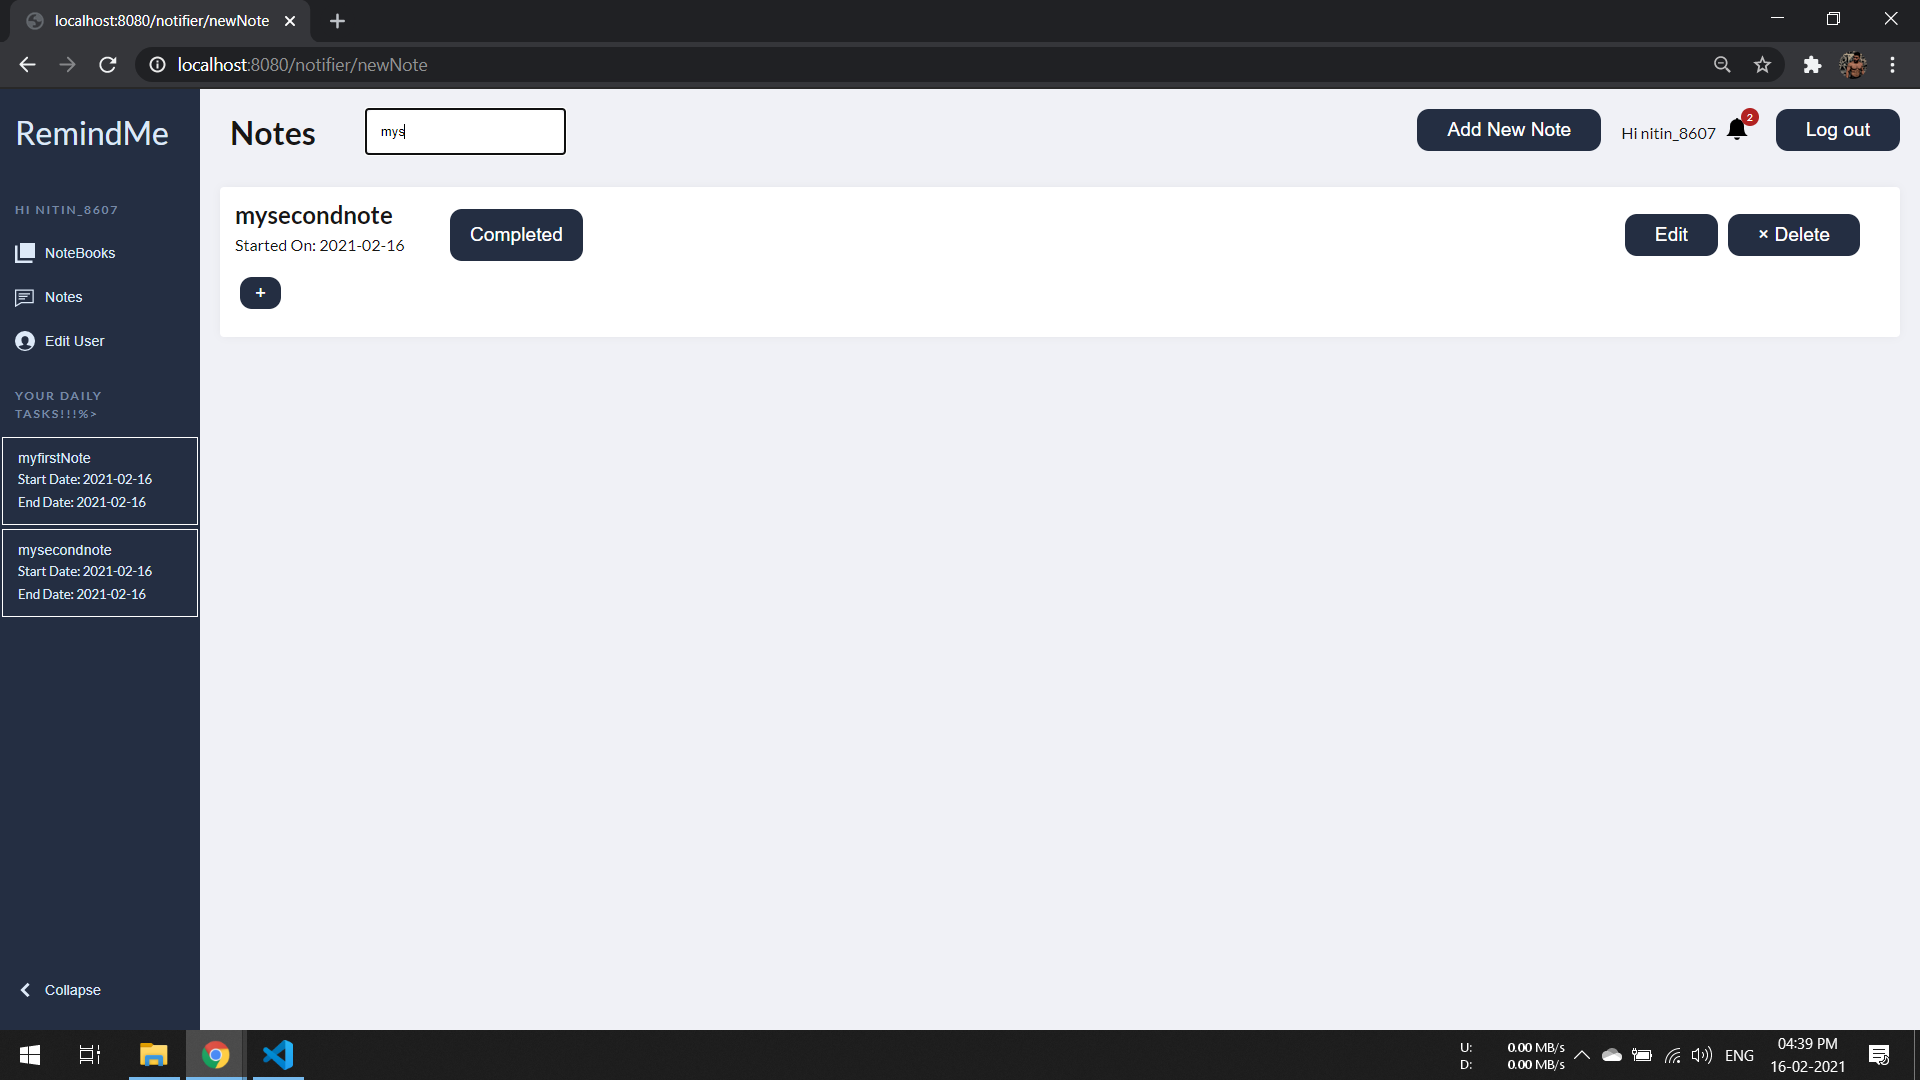 localhost:8080/notifier/newNote
localhost:8080/notifier/newNote
RemindMe
HI NITIN_8607
NoteBooks
Notes
Edit User
YOUR DAILY
TASKS!!!%>
myfirstNote
Start Date: 2021-02-16
End Date: 2021-02-16
mysecondnote
Start Date: 2021-02-16
End Date: 2021-02-16
Collapse
Notes
mys
Add New Note
Hi nitin_8607
2
Log out
mysecondnote
Started On: 2021-02-16
Completed
Edit
× Delete
+
U: 0.00 MB/s
D: 0.00 MB/s
ENG
04:39 PM
16-02-2021